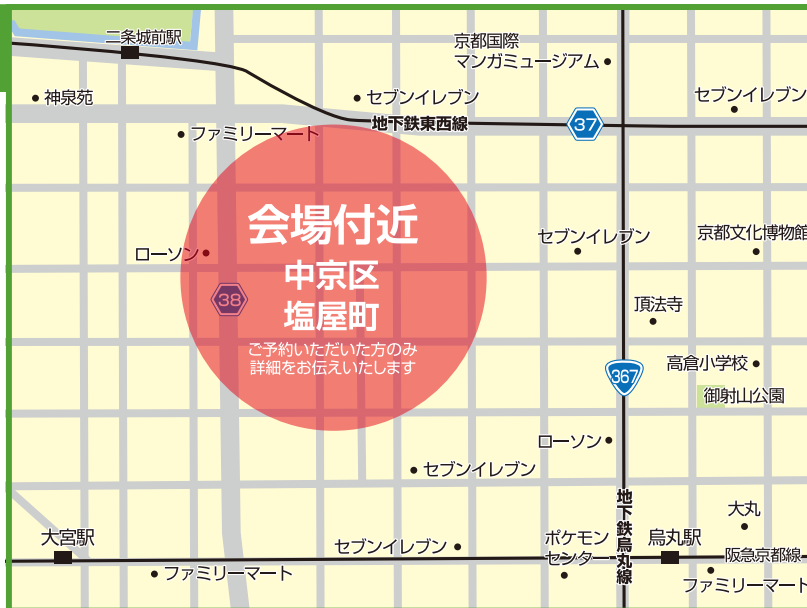 二条城前駅
京都国際
マンガミュージアム
神泉苑
セブンイレブン
セブンイレブン
地下鉄東西線
37
ファミリーマート
会場付近
中京区
塩屋町
ご予約いただいた方のみ
詳細をお伝えいたします
ローソン
38
セブンイレブン
京都文化博物館
頂法寺
367
高倉小学校
御射山公園
ローソン
セブンイレブン
地下鉄烏丸線
大丸
大宮駅
セブンイレブン
ポケモン
センター
烏丸駅
阪急京都線
ファミリーマート
ファミリーマート